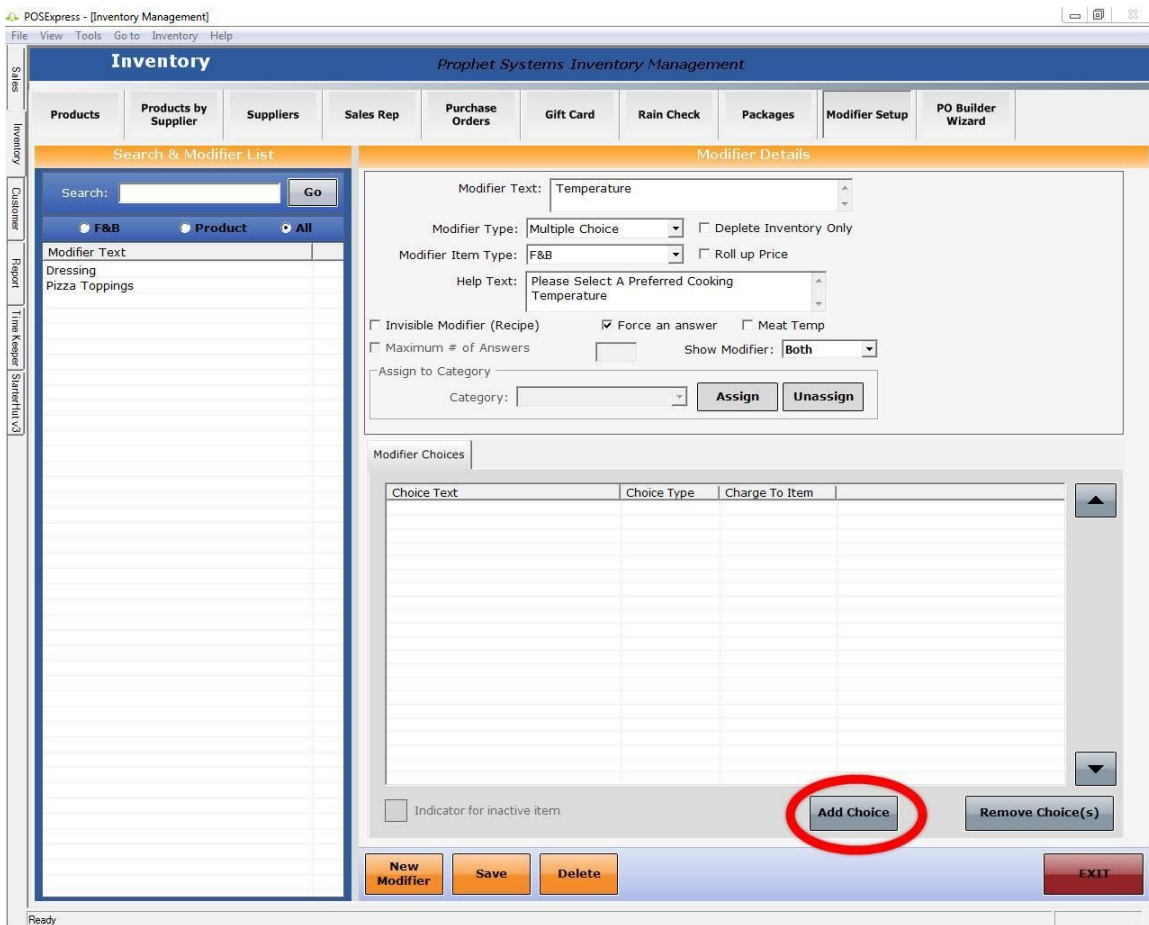 POSExpress - [Inventory Management]
File View Tools Go to Inventory Help
Sales
Inventory
Customer
Report
Time Keeper
StarterHut v3
Inventory
Prophet Systems Inventory Management
Products
Products by
Supplier
Suppliers
Sales Rep
Purchase
Orders
Gift Card
Rain Check
Packages
Modifier Setup
PO Builder
Wizard
Search & Modifier List
Search:
Go
F&B Product All
Modifier Text
Dressing
Pizza Toppings
Modifier Details
Modifier Text: Temperature
Modifier Type: Multiple Choice
Deplete Inventory Only
Modifier Item Type: F&B
Roll up Price
Help Text: Please Select A Preferred Cooking
Temperature
Invisible Modifier (Recipe)
Force an answer
Meat Temp
Maximum # of Answers
Show Modifier: Both
Assign to Category
Category:
Assign
Unassign
Modifier Choices
Choice Text Choice Type Charge To Item
Indicator for inactive item
Add Choice
Remove Choice(s)
New
Modifier
Save
Delete
EXIT
Ready